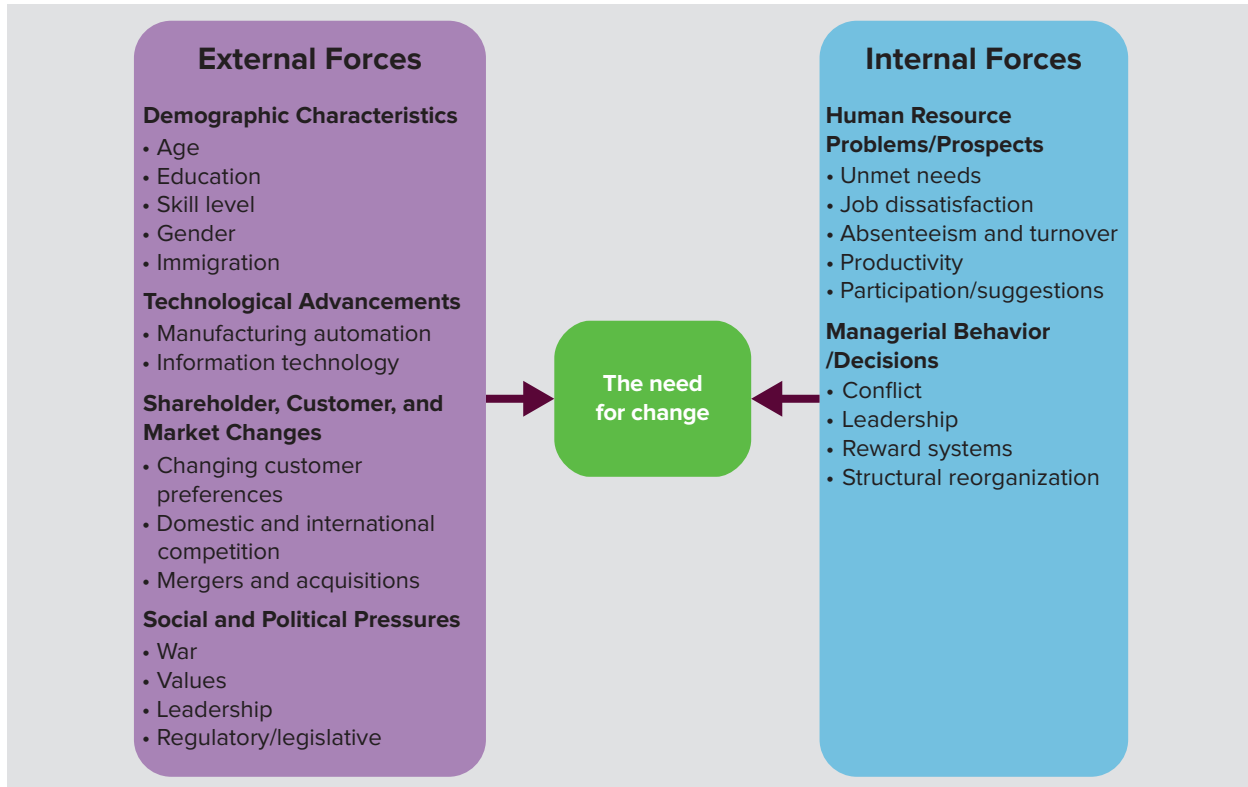 External Forces
Demographic Characteristics
• Age
• Education
• Skill level
• Gender
• Immigration
Technological Advancements
• Manufacturing automation
• Information technology
Shareholder, Customer, and
Market Changes
• Changing customer
preferences
• Domestic and international
competition
• Mergers and acquisitions
Social and Political Pressures
• War
• Values
• Leadership
• Regulatory/legislative
The need
for change
Internal Forces
Human Resource
Problems/Prospects
• Unmet needs
• Job dissatisfaction
• Absenteeism and turnover
• Productivity
• Participation/suggestions
Managerial Behavior
/Decisions
• Conflict
• Leadership
• Reward systems
• Structural reorganization